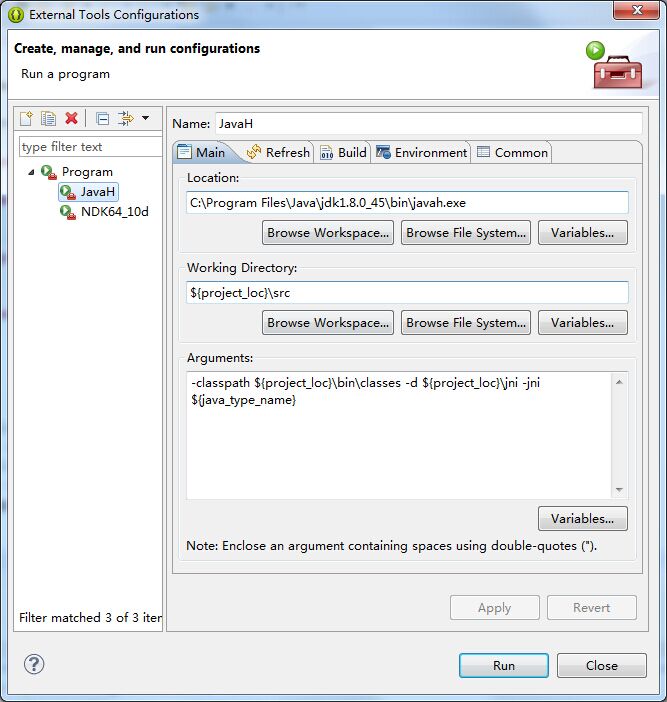 External Tools Configurations
Create, manage, and run configurations
Run a program
type filter text
Program
JavaH
NDK64_10d
Filter matched 3 of 3 iter
Name: JavaH
Main Refresh Build Environment Common
Location:
C:\Program Files\Java\jdk1.8.0_45\bin\javah.exe
Browse Workspace... Browse File System... Variables...
Working Directory:
${project_loc}\src
Browse Workspace... Browse File System... Variables...
Arguments:
-classpath ${project_loc}\bin\classes -d ${project_loc}\jni -jni
${java_type_name}
Variables...
Note: Enclose an argument containing spaces using double-quotes (").
Apply Revert
Run Close